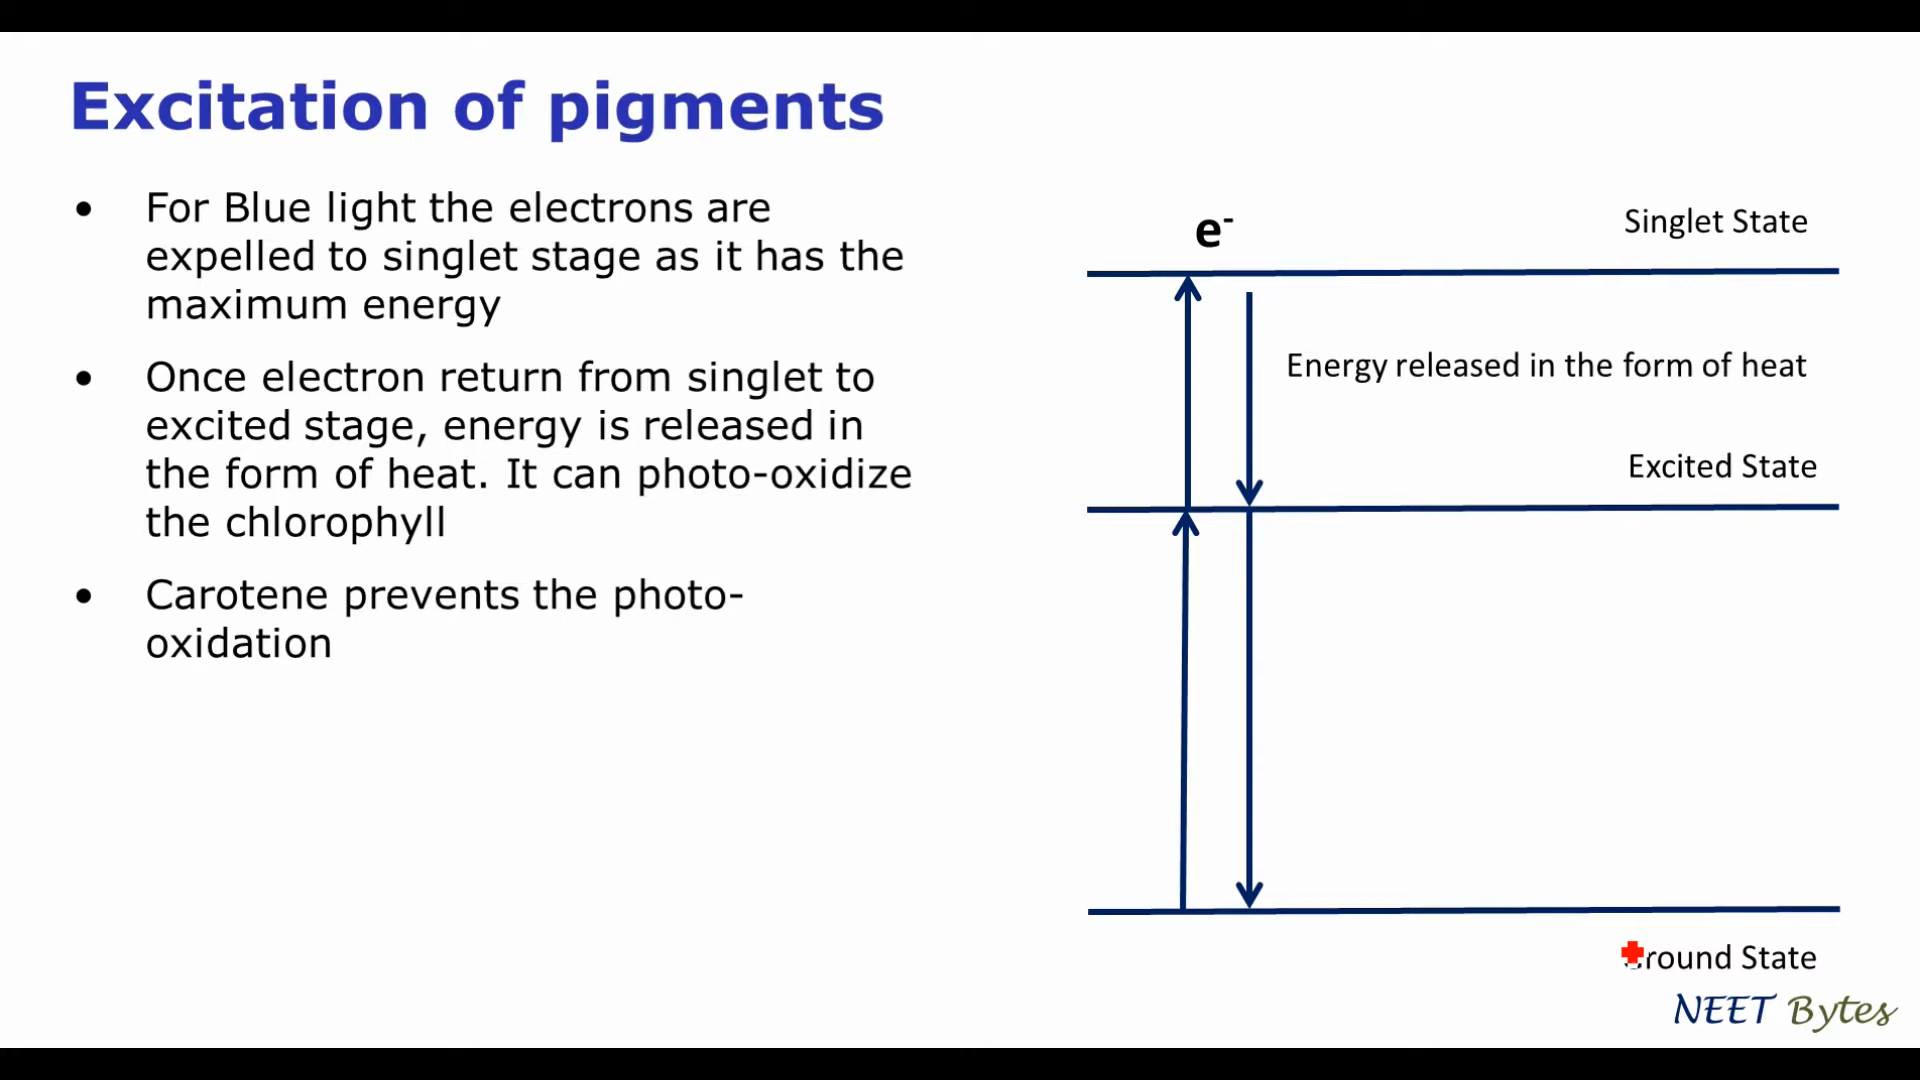 Excitation of pigments
• For Blue light the electrons are
expelled to singlet stage as it has the
maximum energy
• Once electron return from singlet to
excited stage, energy is released in
the form of heat. It can photo-oxidize
the chlorophyll
• Carotene prevents the photo-
oxidation
e-
Singlet State
Energy released in the form of heat
Excited State
Ground State
NEET Bytes